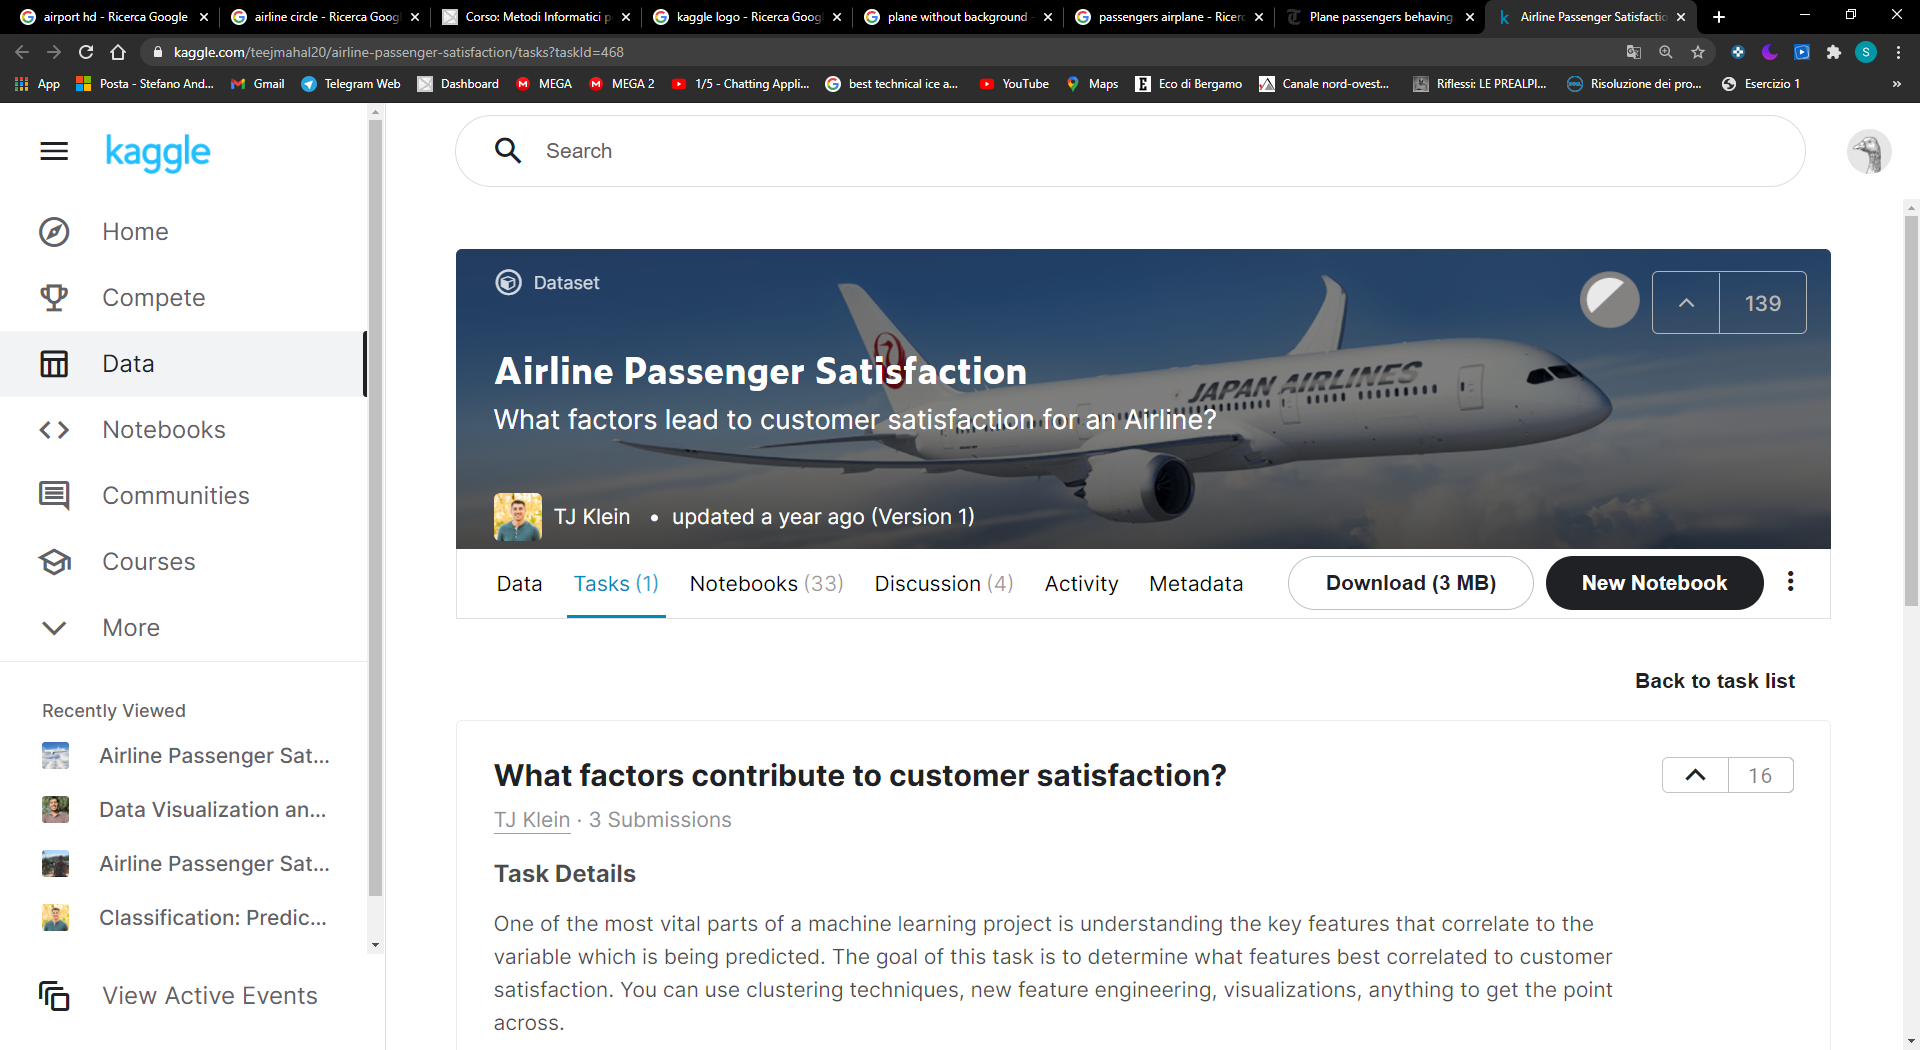 airport hd - Ricerca Google
airline circle - Ricerca Goog
Corso: Metodi Informatici p
kaggle logo - Ricerca Goog
plane without background -
passengers airplane - Ricer
Plane passengers behaving
Airline Passenger Satisfactio
kaggle.com/teejmahal20/airline-passenger-satisfaction/tasks?taskId=468
S
App
Posta - Stefano And...
Gmail
Telegram Web
Dashboard
MEGA
MEGA 2
1/5 - Chatting Appli...
best technical ice a...
YouTube
Maps
Eco di Bergamo
Canale nord-ovest...
Riflessi: LE PREALPI...
Risoluzione dei pro...
Esercizio 1
»
kaggle
Search
Home
Compete
Data
Notebooks
Communities
Courses
More
Recently Viewed
Airline Passenger Sat...
Data Visualization an...
Airline Passenger Sat...
Classification: Predic...
View Active Events
Dataset
139
JAPAN AIRLINES
Airline Passenger Satisfaction
What factors lead to customer satisfaction for an Airline?
TJ Klein • updated a year ago (Version 1)
Data
Tasks (1)
Notebooks (33)
Discussion (4)
Activity
Metadata
Download (3 MB)
New Notebook
Back to task list
What factors contribute to customer satisfaction?
16
TJ Klein · 3 Submissions
Task Details
One of the most vital parts of a machine learning project is understanding the key features that correlate to the
variable which is being predicted. The goal of this task is to determine what features best correlated to customer
satisfaction. You can use clustering techniques, new feature engineering, visualizations, anything to get the point
across.